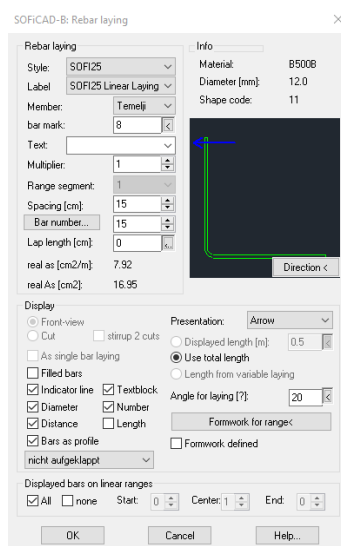 SOFiCAD-B: Rebar laying
Rebar laying
Style: SOFI25
Label SOFI25 Linear Laying
Member: Temelji
bar mark: 8 <
Text:
Multiplier: 1
Range segment: 1
Spacing [cm]: 15
Bar number... 15
Lap length [cm]: 0 <..
real as [cm2/m]: 7.92
real As [cm2]: 16.95
Info
Material: B500B
Diameter [mm]: 12.0
Shape code: 11
Direction <
Display
Front-view
Cut stirrup 2 cuts
As single bar laying
Filled bars
Indicator line Textblock
Diameter Number
Distance Length
Bars as profile
nicht aufgeklappt
Presentation: Arrow
Displayed length [m]: 0.5 <
Use total length
Length from variable laying
Angle for laying [?]: 20 <
Formwork for range<
Formwork defined
Displayed bars on linear ranges
All none Start: 0 Center: 1 End: 0
OK Cancel Help...